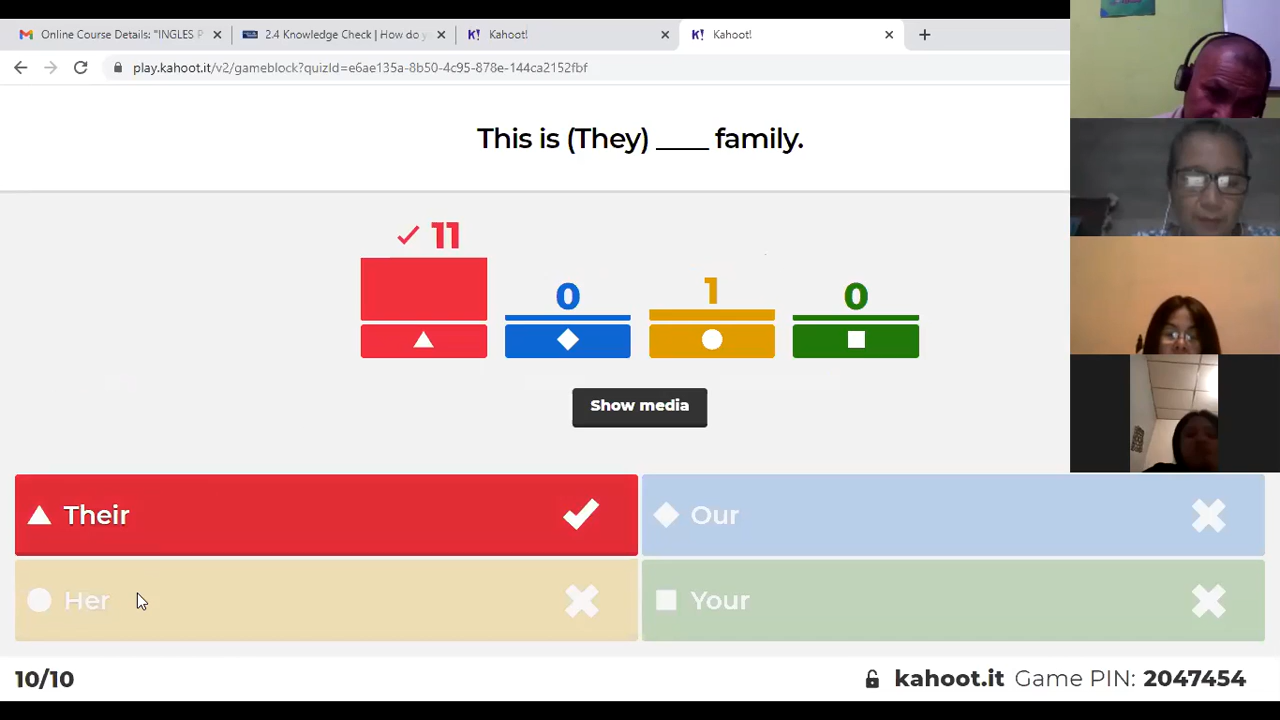 Online Course Details: "INGLES P
2.4 Knowledge Check | How do y
K! Kahoot!
K! Kahoot!
play.kahoot.it/v2/gameblock?quizId=e6ae135a-8b50-4c95-878e-144ca2152fbf
This is (They) ____ family.
11
0
1
0
Show media
Their
Our
Her
Your
10/10
kahoot.it Game PIN: 2047454